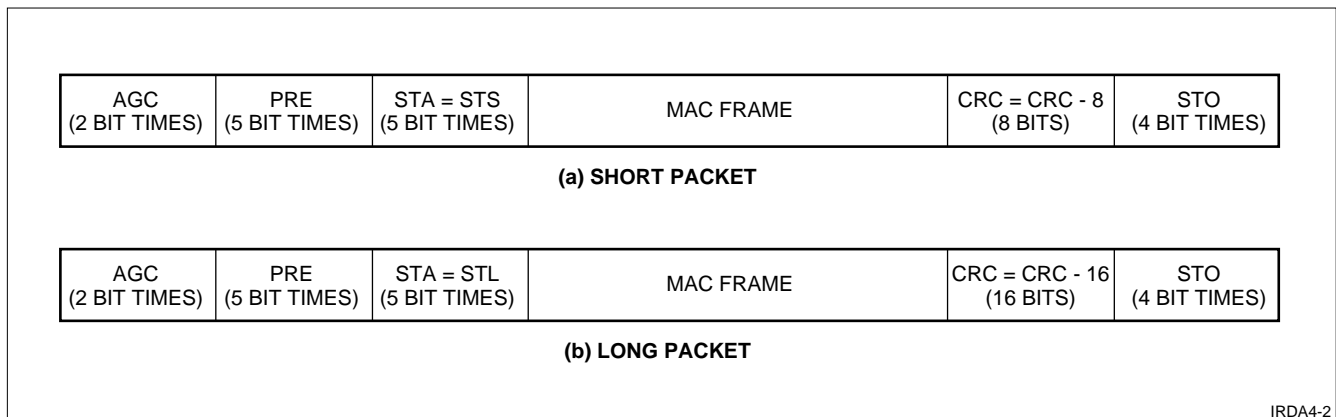 AGC
(2 BIT TIMES)
PRE
(5 BIT TIMES)
STA = STS
(5 BIT TIMES)
MAC FRAME
CRC = CRC - 8
(8 BITS)
STO
(4 BIT TIMES)
(a) SHORT PACKET
AGC
(2 BIT TIMES)
PRE
(5 BIT TIMES)
STA = STL
(5 BIT TIMES)
MAC FRAME
CRC = CRC - 16
(16 BITS)
STO
(4 BIT TIMES)
(b) LONG PACKET
IRDA4-2